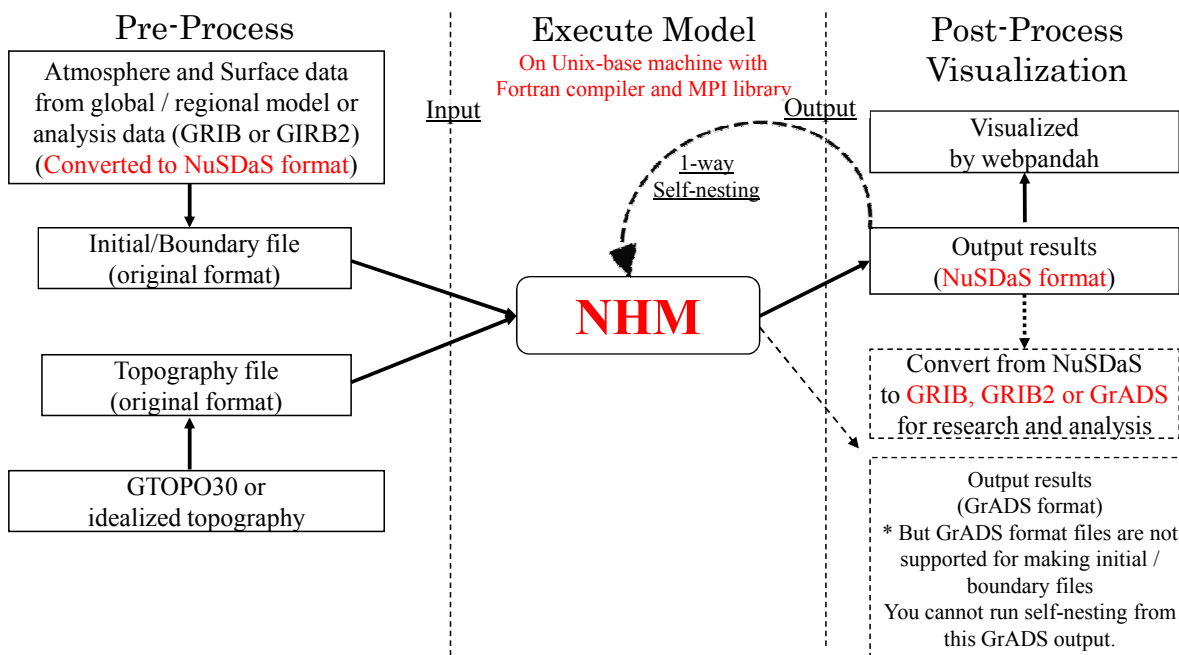 Pre-Process
Atmosphere and Surface data
from global / regional model or
analysis data (GRIB or GIRB2)
(Converted to NuSDaS format)
Initial/Boundary file
(original format)
Topography file
(original format)
GTOPO30 or
idealized topography
Input
Execute Model
On Unix-base machine with
Fortran compiler and MPI library
Output
1-way
Self-nesting
NHM
Post-Process
Visualization
Visualized
by webpandah
Output results
(NuSDaS format)
Convert from NuSDaS
to GRIB, GRIB2 or GrADS
for research and analysis
Output results
(GrADS format)
* But GrADS format files are not
supported for making initial /
boundary files
You cannot run self-nesting from
this GrADS output.